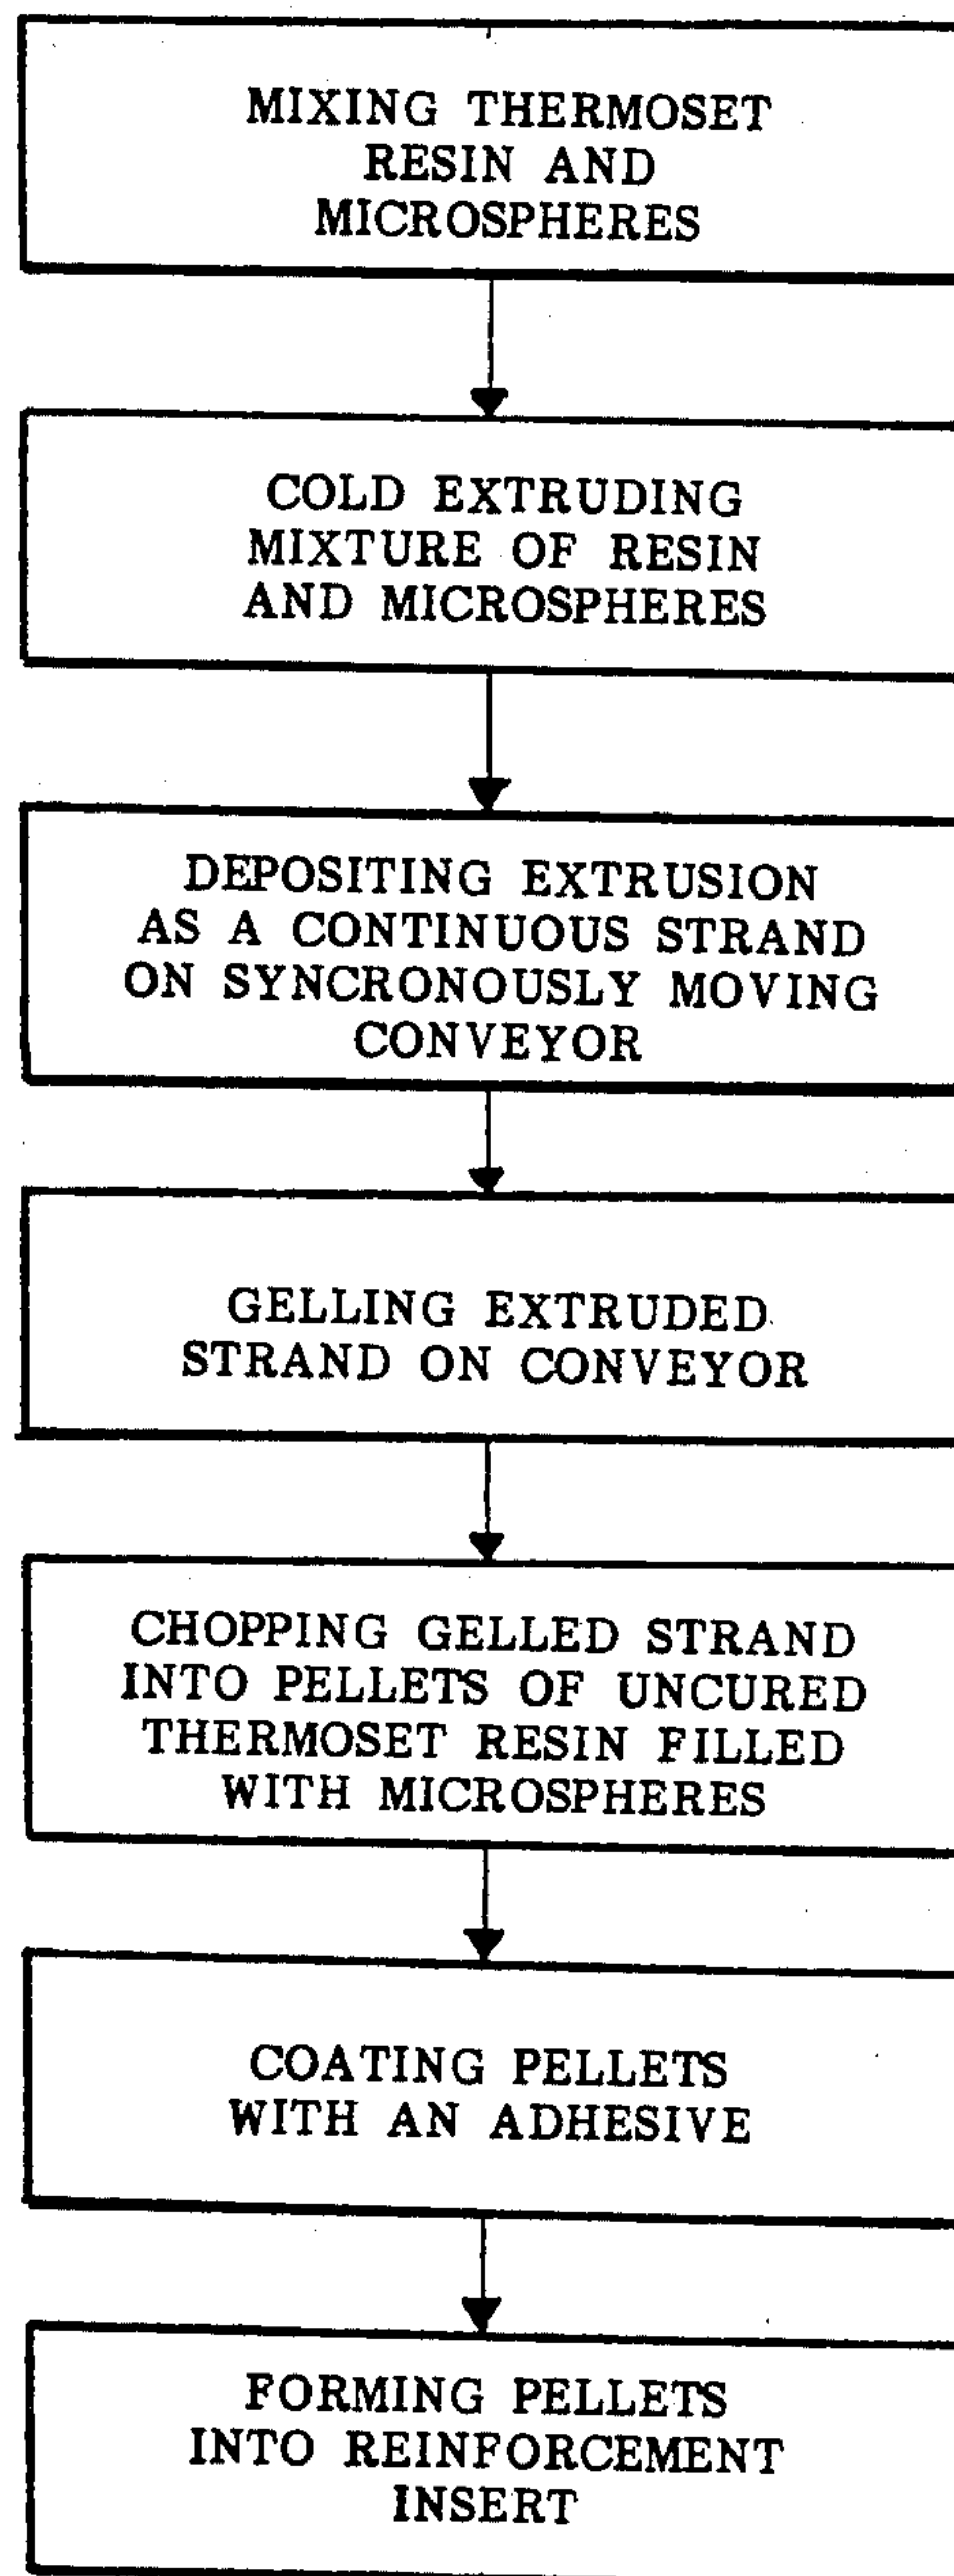 MIXING THERMOSET
RESIN AND
MICROSPHERES
COLD EXTRUDING
MIXTURE OF RESIN
AND MICROSPHERES
DEPOSITING EXTRUSION
AS A CONTINUOUS STRAND
ON SYNCRONOUSLY MOVING
CONVEYOR
GELLING EXTRUDED
STRAND ON CONVEYOR
CHOPPING GELLED STRAND
INTO PELLETS OF UNCURED
THERMOSET RESIN FILLED
WITH MICROSPHERES
COATING PELLETS
WITH AN ADHESIVE
FORMING PELLETS
INTO REINFORCEMENT
INSERT